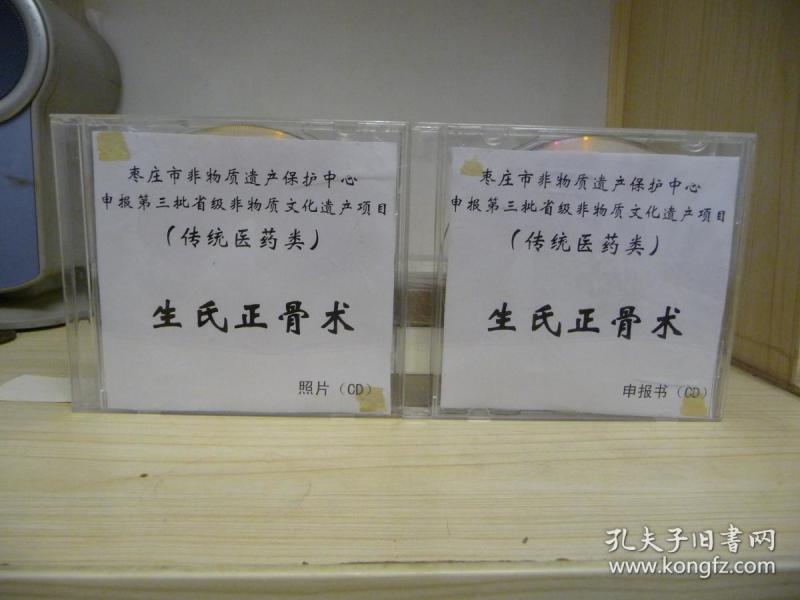 枣庄市非物质遗产保护中心
申报第三批省级非物质文化遗产项目
（传统医药类）
生氏正骨术
照片（CD）
枣庄市非物质遗产保护中心
申报第三批省级非物质文化遗产项目
（传统医药类）
生氏正骨术
申报书（CD）
孔夫子旧书网
www.kongfz.com